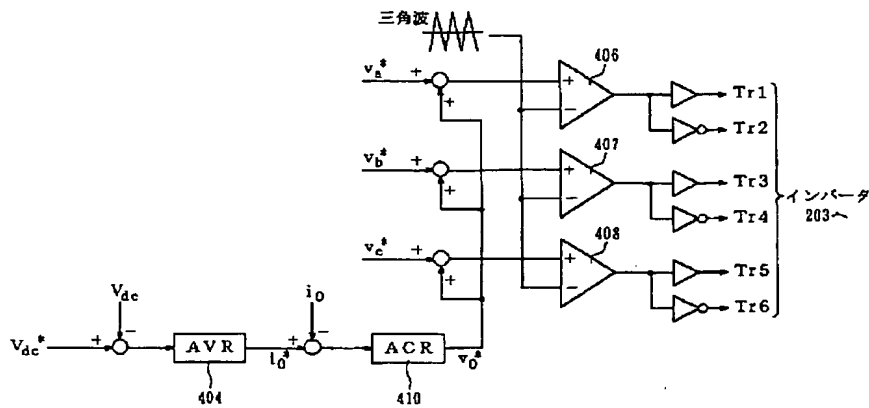 三角波
406
va* + + + −
Tr1
Tr2
407
vb* + + + −
Tr3
Tr4
インバータ
203へ
408
vc* + + + −
Tr5
Tr6
Vdc
i0
Vdc* + − AVR i0* + − ACR v0*
404
410